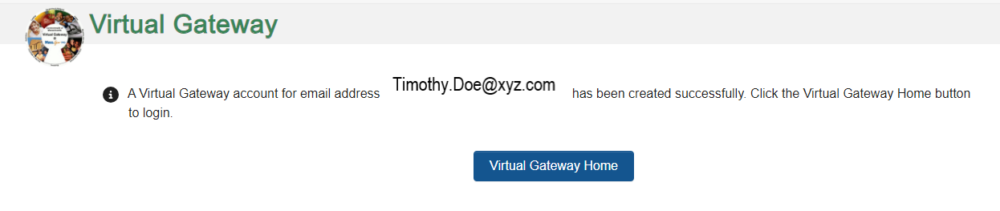 Virtual Gateway
A Virtual Gateway account for email address Timothy.Doe@xyz.com has been created successfully. Click the Virtual Gateway Home button
to login.
Virtual Gateway Home